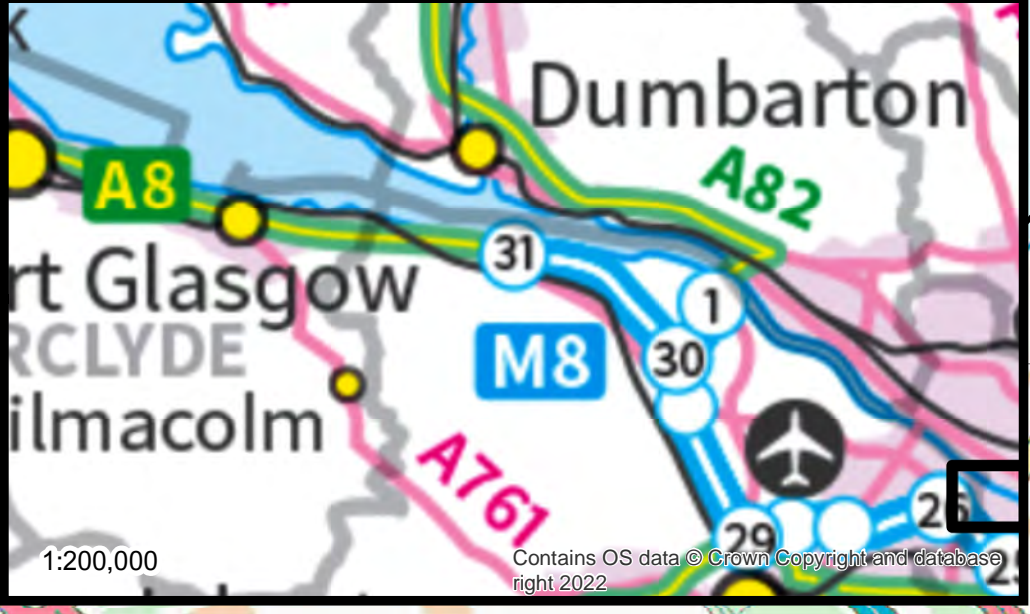 Dumbarton
A8
A82
31
rt Glasgow
1
RCLYDE
M8
30
ilmacolm
A761
26
29
1:200,000
Contains OS data © Crown Copyright and database
right 2022